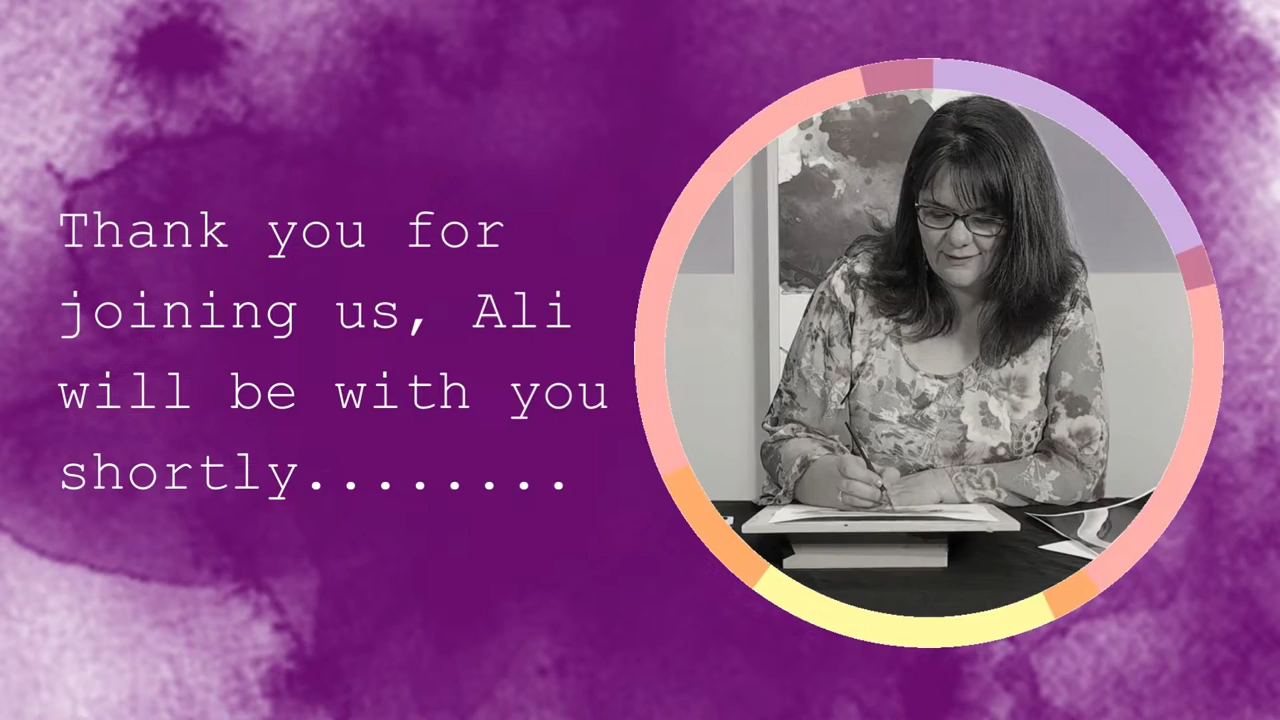 Thank you for
joining us, Ali
will be with you
shortly........